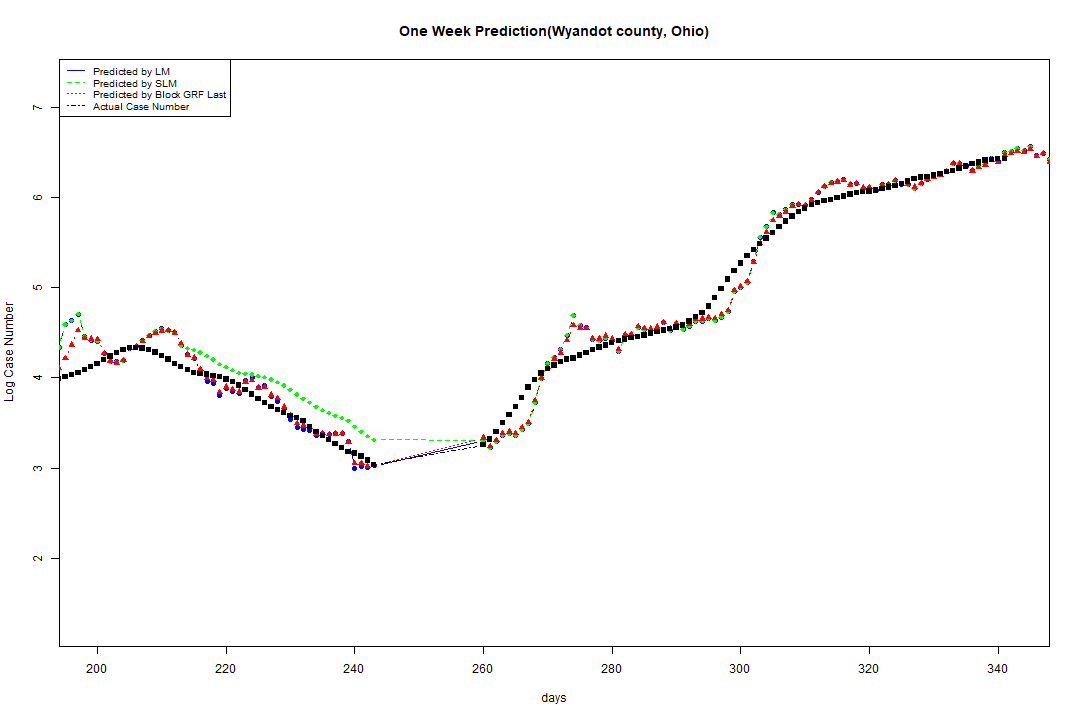 One Week Prediction(Wyandot county, Ohio)
Predicted by LM
Predicted by SLM
Predicted by Block GRF Last
Actual Case Number
7
6
5
4
3
2
Log Case Number
200 220 240 260 280 300 320 340
days